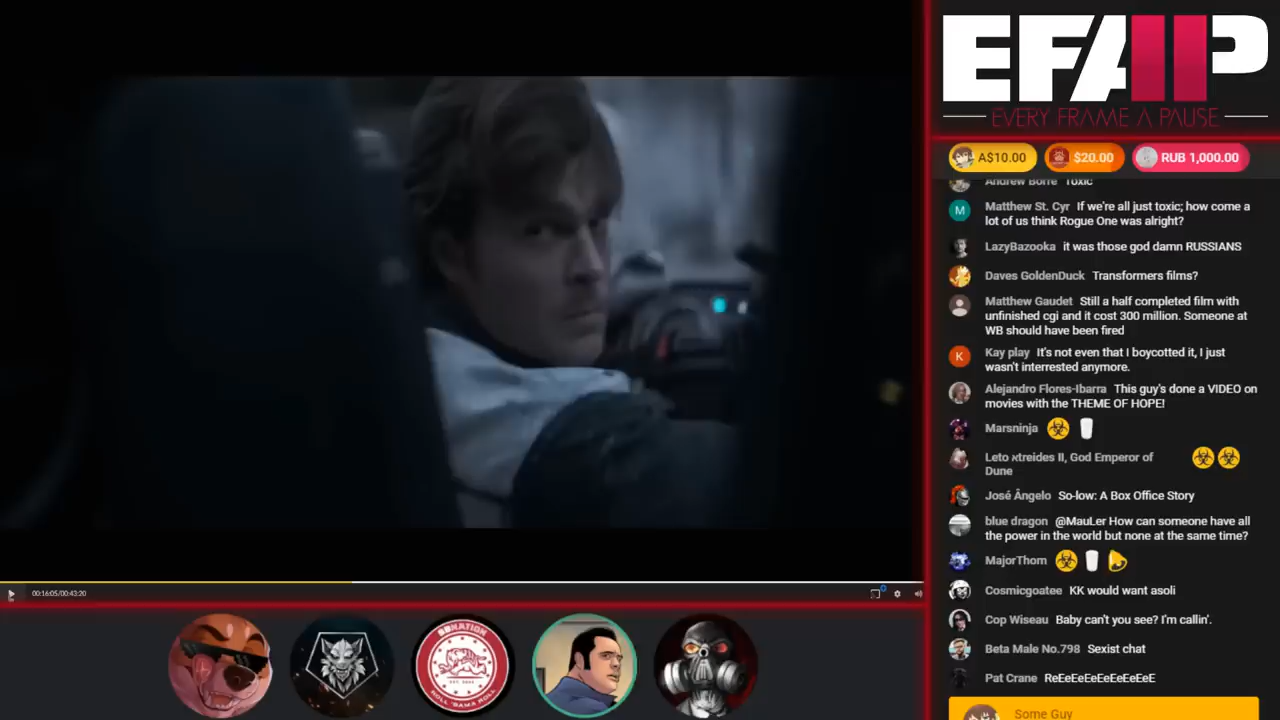 EFAP
EVERY FRAME A PAUSE
A$10.00
$20.00
RUB 1,000.00
Andrew Borre Toxic
M
Matthew St. Cyr If we're all just toxic; how come a
lot of us think Rogue One was alright?
LazyBazooka it was those god damn RUSSIANS
Daves GoldenDuck Transformers films?
Matthew Gaudet Still a half completed film with
unfinished cgi and it cost 300 million. Someone at
WB should have been fired
K
Kay play It's not even that I boycotted it, I just
wasn't interrested anymore.
Alejandro Flores-Ibarra This guy's done a VIDEO on
movies with the THEME OF HOPE!
Marsninja
Leto אtreides II, God Emperor of
Dune
José Ângelo So-low: A Box Office Story
blue dragon @MauLer How can someone have all
the power in the world but none at the same time?
MajorThom
Cosmicgoatee KK would want asoli
Cop Wiseau Baby can't you see? I'm callin'.
Beta Male No.798 Sexist chat
Pat Crane ReEeEeEeEeEeEeE
Some Guy
00:16:05/00:43:20